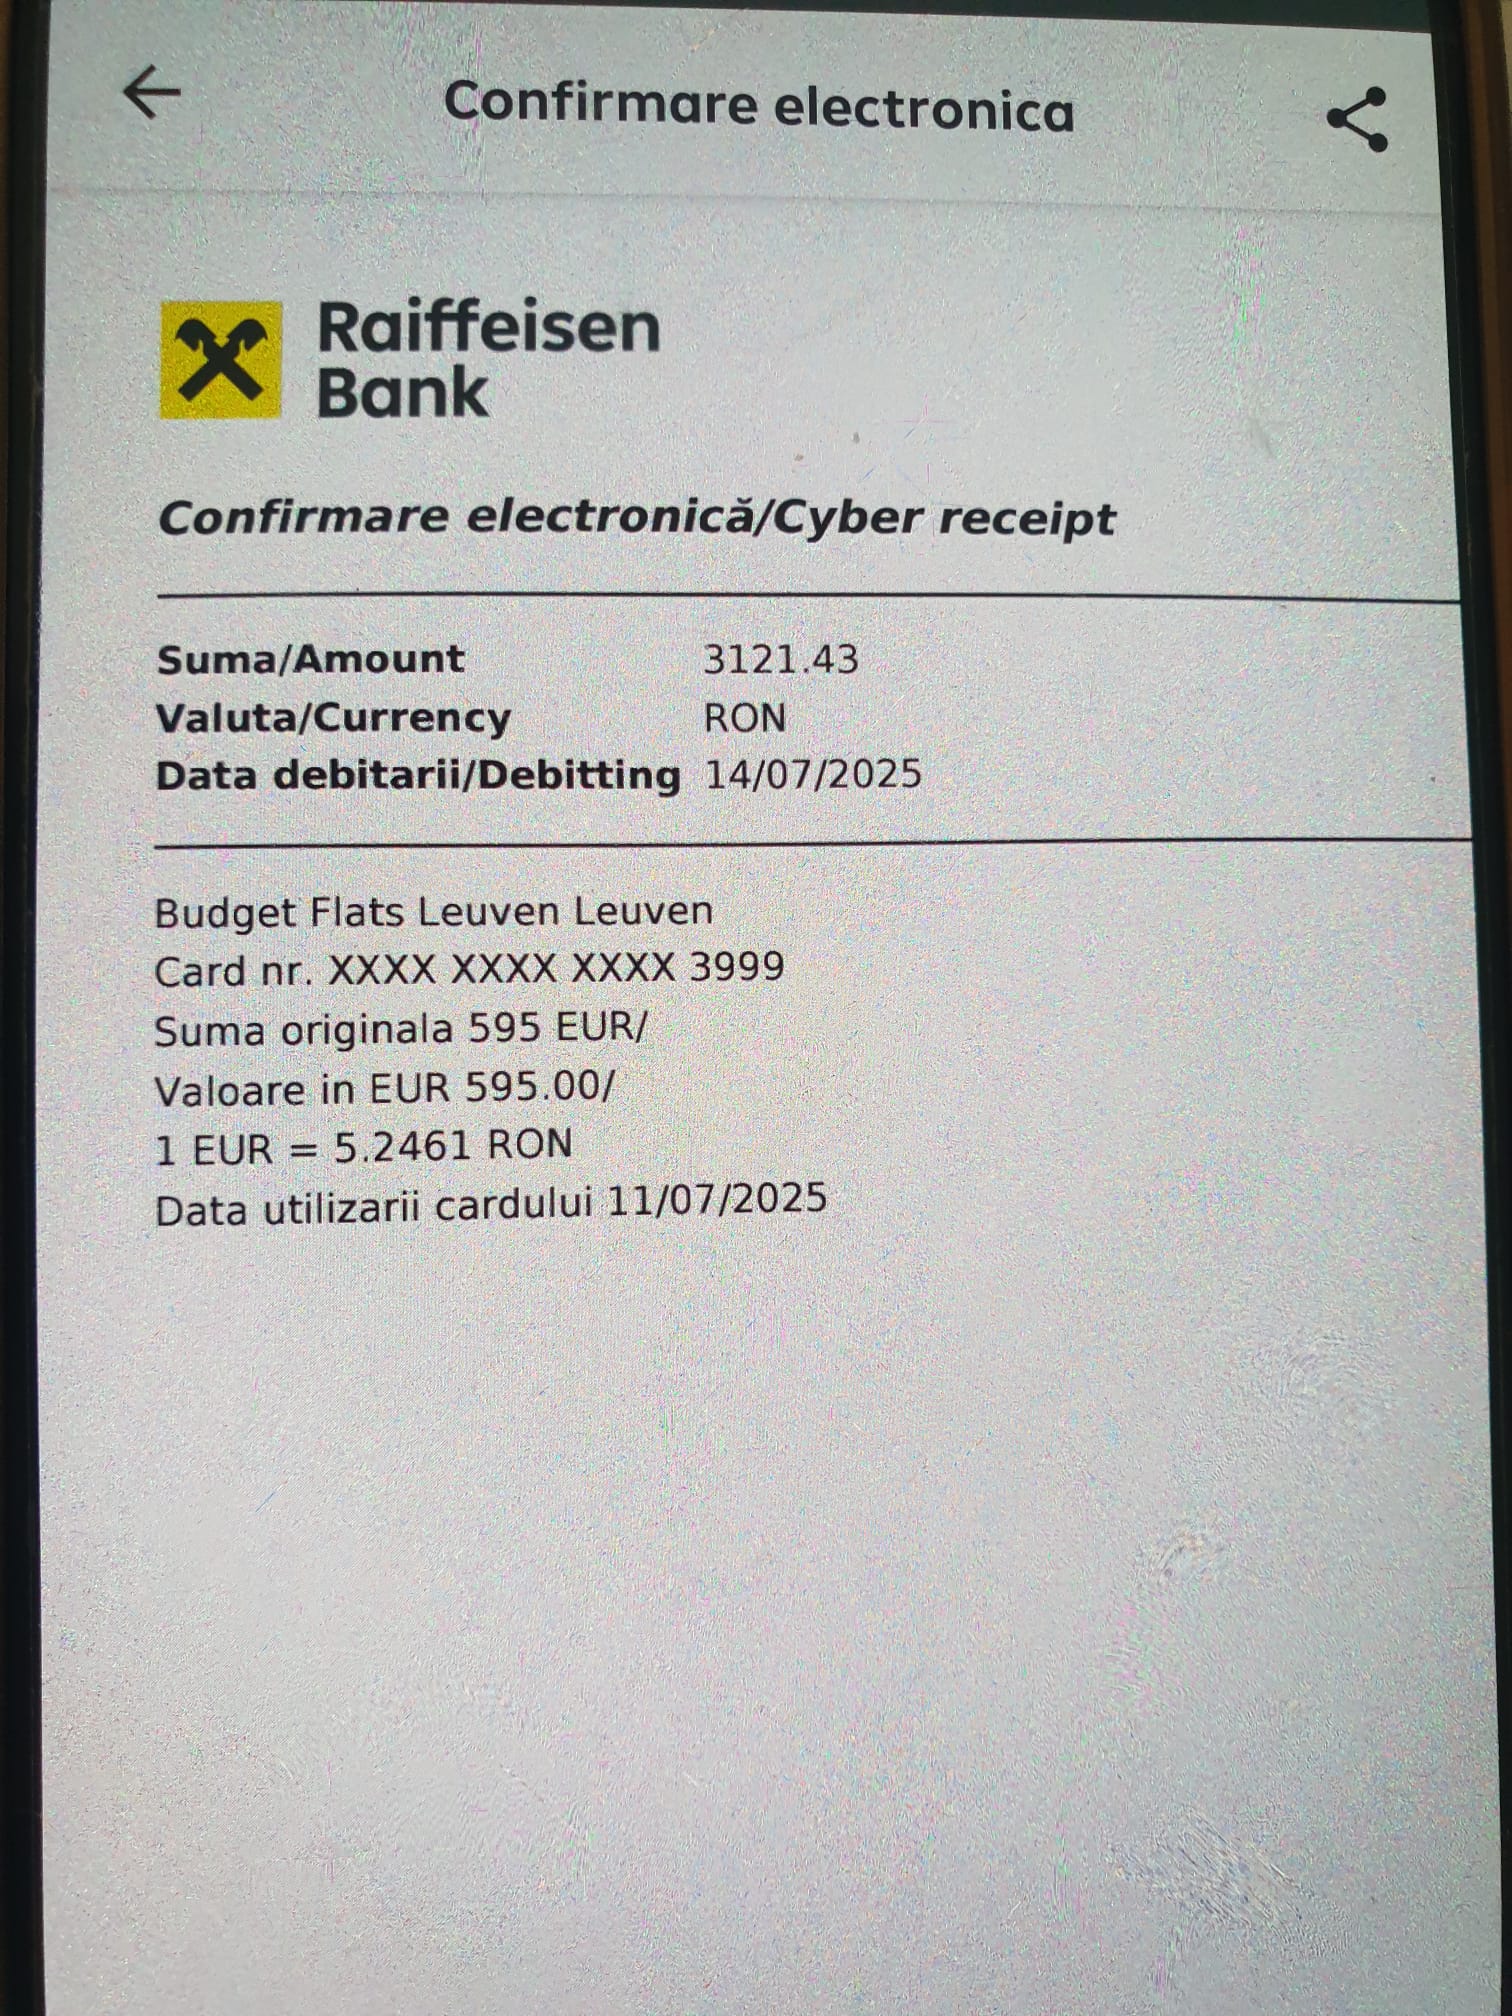 Confirmare electronica
Raiffeisen
Bank
Confirmare electronică/Cyber receipt
Suma/Amount 3121.43
Valuta/Currency RON
Data debitarii/Debitting 14/07/2025
Budget Flats Leuven Leuven
Card nr. XXXX XXXX XXXX 3999
Suma originala 595 EUR/
Valoare in EUR 595.00/
1 EUR = 5.2461 RON
Data utilizarii cardului 11/07/2025